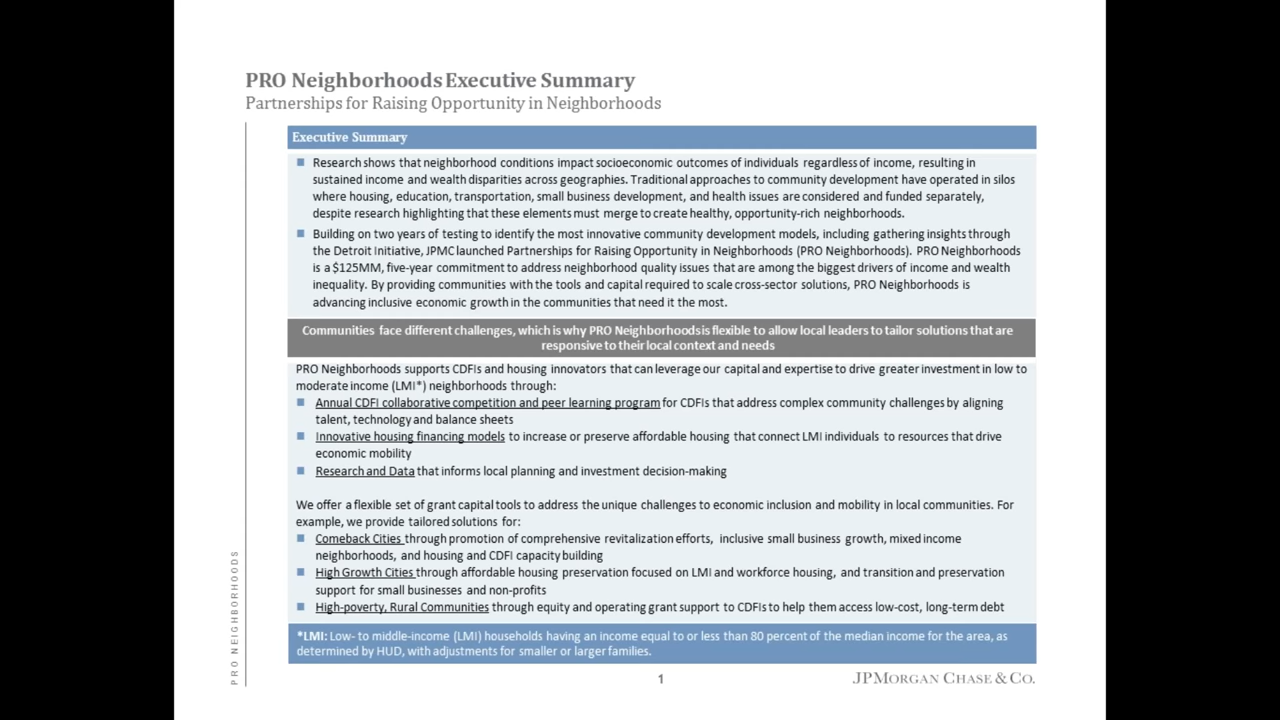 PRO Neighborhoods Executive Summary
Partnerships for Raising Opportunity in Neighborhoods
Executive Summary
Research shows that neighborhood conditions impact socioeconomic outcomes of individuals regardless of income, resulting in
sustained income and wealth disparities across geographies. Traditional approaches to community development have operated in silos
where housing, education, transportation, small business development, and health issues are considered and funded separately,
despite research highlighting that these elements must merge to create healthy, opportunity-rich neighborhoods.
Building on two years of testing to identify the most innovative community development models, including gathering insights through
the Detroit Initiative, JPMC launched Partnerships for Raising Opportunity in Neighborhoods (PRO Neighborhoods). PRO Neighborhoods
is a $125MM, five-year commitment to address neighborhood quality issues that are among the biggest drivers of income and wealth
inequality. By providing communities with the tools and capital required to scale cross-sector solutions, PRO Neighborhoods is
advancing inclusive economic growth in the communities that need it the most.
Communities face different challenges, which is why PRO Neighborhoods is flexible to allow local leaders to tailor solutions that are
responsive to their local context and needs
PRO Neighborhoods supports CDFIs and housing innovators that can leverage our capital and expertise to drive greater investment in low to
moderate income (LMI*) neighborhoods through:
Annual CDFI collaborative competition and peer learning program for CDFIs that address complex community challenges by aligning
talent, technology and balance sheets
Innovative housing financing models to increase or preserve affordable housing that connect LMI individuals to resources that drive
economic mobility
Research and Data that informs local planning and investment decision-making
We offer a flexible set of grant capital tools to address the unique challenges to economic inclusion and mobility in local communities. For
example, we provide tailored solutions for:
Comeback Cities through promotion of comprehensive revitalization efforts, inclusive small business growth, mixed income
neighborhoods, and housing and CDFI capacity building
High Growth Cities through affordable housing preservation focused on LMI and workforce housing, and transition and preservation
support for small businesses and non-profits
High-poverty, Rural Communities through equity and operating grant support to CDFIs to help them access low-cost, long-term debt
*LMI: Low- to middle-income (LMI) households having an income equal to or less than 80 percent of the median income for the area, as
determined by HUD, with adjustments for smaller or larger families.
PRO NEIGHBORHOODS
1
JPMORGAN CHASE & CO.